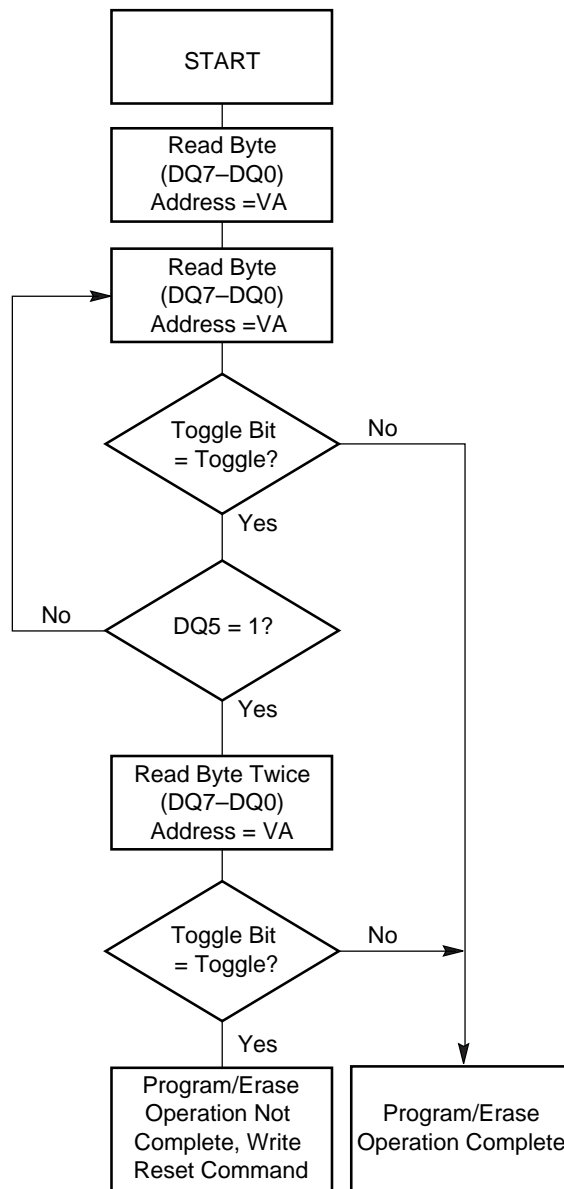 START
Read Byte
(DQ7–DQ0)
Address =VA
Read Byte
(DQ7–DQ0)
Address =VA
Toggle Bit
= Toggle?
No
Yes
DQ5 = 1?
No
Yes
Read Byte Twice
(DQ7–DQ0)
Address = VA
Toggle Bit
= Toggle?
No
Yes
Program/Erase
Operation Not
Complete, Write
Reset Command
Program/Erase
Operation Complete